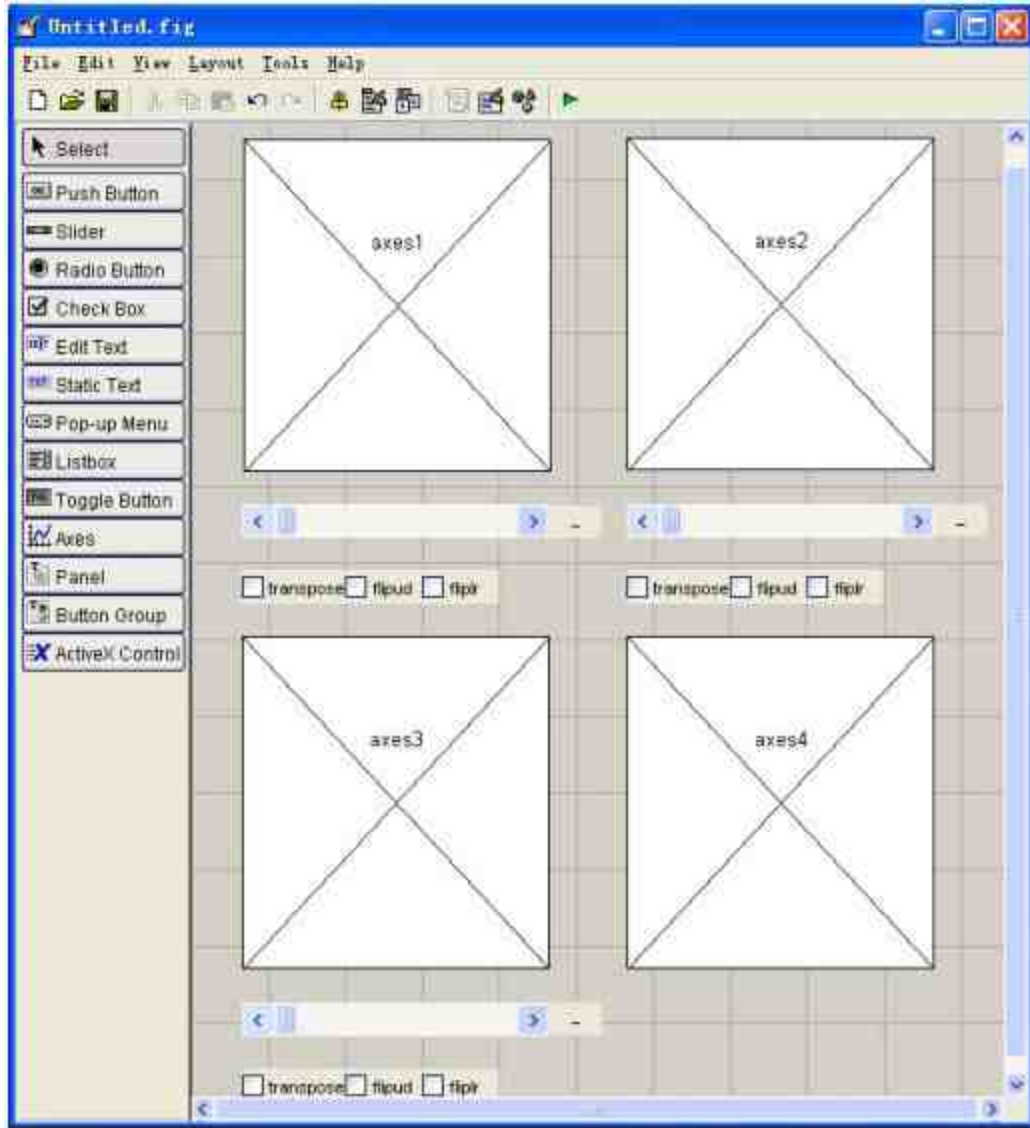 Untitled.fig
File Edit View Layout Tools Help
Select
Push Button
Slider
Radio Button
Check Box
Edit Text
Static Text
Pop-up Menu
Listbox
Toggle Button
Axes
Panel
Button Group
ActiveX Control
axes1
axes2
transpose flipud fliplr
transpose flipud fliplr
axes3
axes4
transpose flipud fliplr